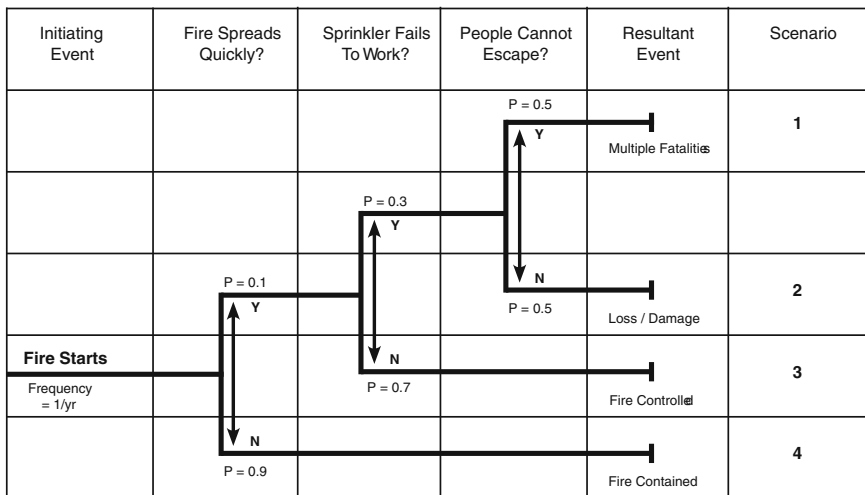 Initiating
Event
Fire Spreads
Quickly?
Sprinkler Fails
To Work?
People Cannot
Escape?
Resultant
Event
Scenario
P = 0.5
Y
Multiple Fatalities
1
P = 0.3
Y
N
P = 0.5
Loss / Damage
2
P = 0.1
Y
Fire Starts
Frequency
= 1/yr
N
P = 0.7
Fire Controlled
3
N
P = 0.9
Fire Contained
4